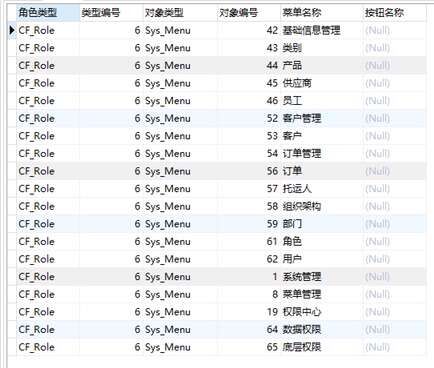 角色类型 类型编号 对象类型 对象编号 菜单名称 按钮名称
CF_Role 6 Sys_Menu 42 基础信息管理 (Null)
CF_Role 6 Sys_Menu 43 类别 (Null)
CF_Role 6 Sys_Menu 44 产品 (Null)
CF_Role 6 Sys_Menu 45 供应商 (Null)
CF_Role 6 Sys_Menu 46 员工 (Null)
CF_Role 6 Sys_Menu 52 客户管理 (Null)
CF_Role 6 Sys_Menu 53 客户 (Null)
CF_Role 6 Sys_Menu 54 订单管理 (Null)
CF_Role 6 Sys_Menu 56 订单 (Null)
CF_Role 6 Sys_Menu 57 托运人 (Null)
CF_Role 6 Sys_Menu 58 组织架构 (Null)
CF_Role 6 Sys_Menu 59 部门 (Null)
CF_Role 6 Sys_Menu 61 角色 (Null)
CF_Role 6 Sys_Menu 62 用户 (Null)
CF_Role 6 Sys_Menu 1 系统管理 (Null)
CF_Role 6 Sys_Menu 8 菜单管理 (Null)
CF_Role 6 Sys_Menu 19 权限中心 (Null)
CF_Role 6 Sys_Menu 64 数据权限 (Null)
CF_Role 6 Sys_Menu 65 底层权限 (Null)